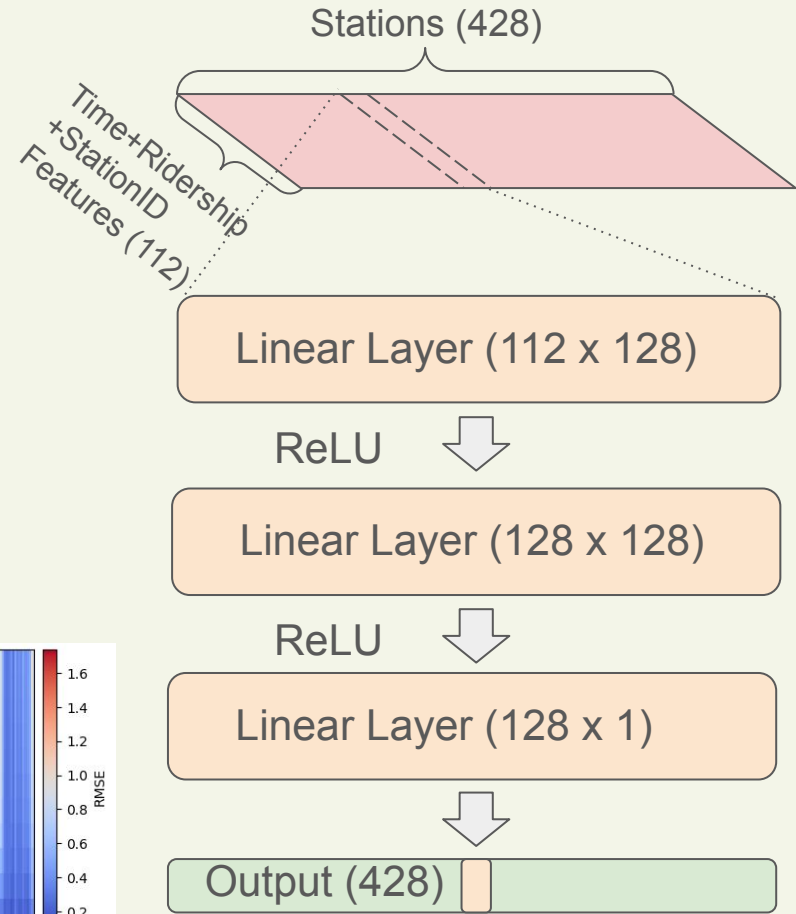 Stations (428)
Time+Ridership
+StationID
Features (112)
Linear Layer (112 x 128)
ReLU
Linear Layer (128 x 128)
ReLU
Linear Layer (128 x 1)
Output (428)
1.6
1.4
1.2
1.0
0.8
0.6
0.4
0.2
RMSE